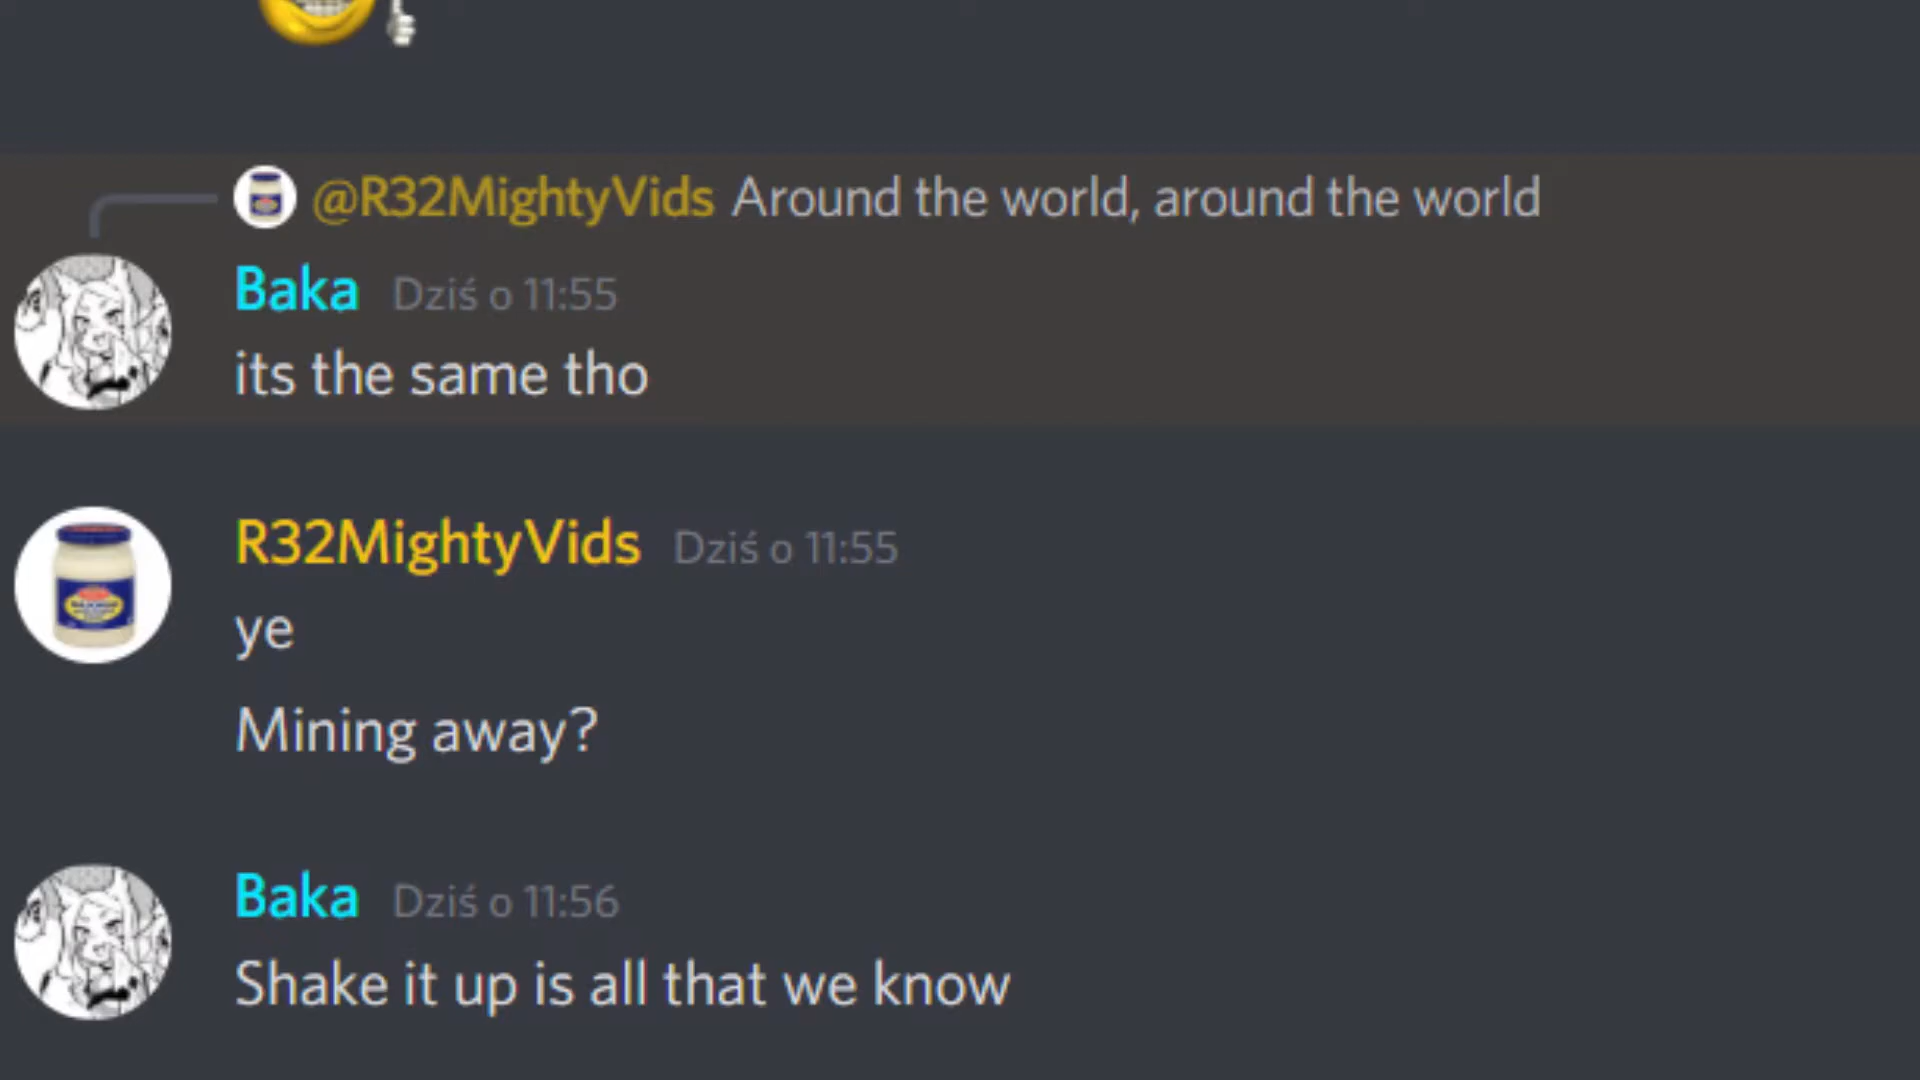 @R32MightyVids Around the world, around the world
Baka Dziś o 11:55
its the same tho
R32MightyVids Dziś o 11:55
ye
Mining away?
Baka Dziś o 11:56
Shake it up is all that we know